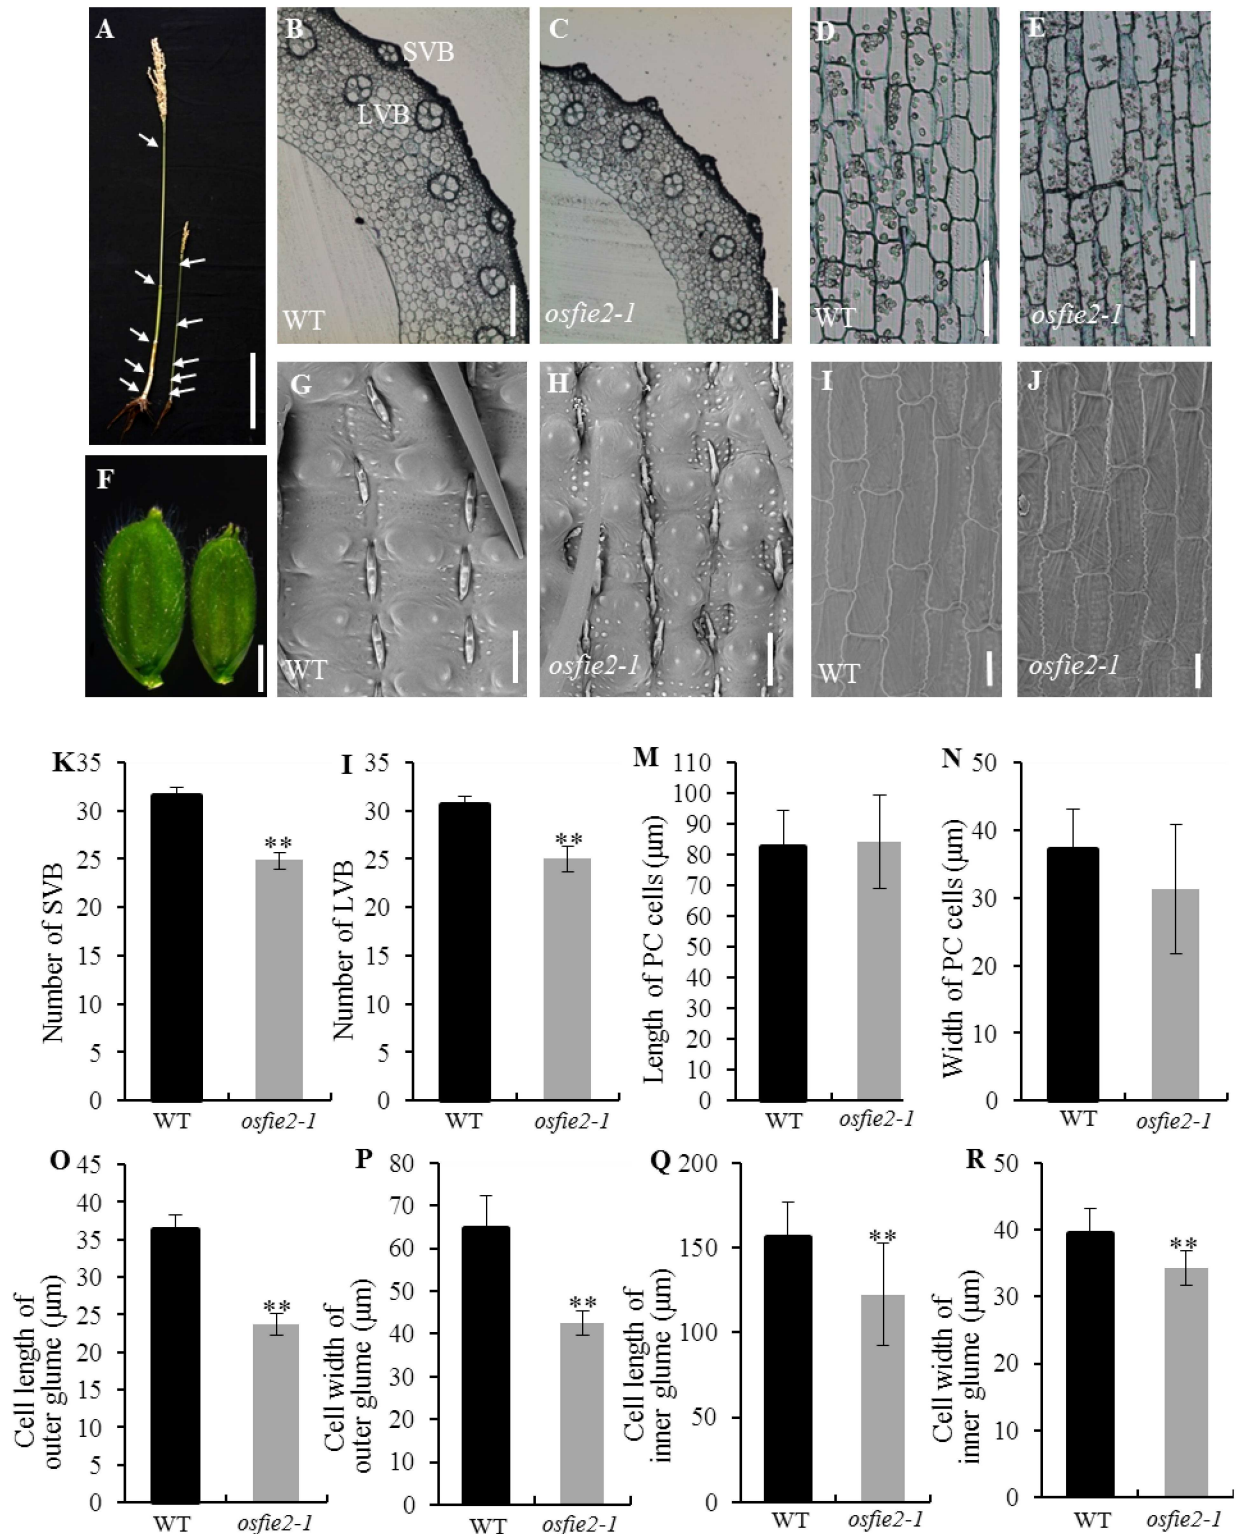 A
B
SVB
LVB
WT
C
osfie2-1
D
WT
E
osfie2-1
F
G
WT
H
osfie2-1
I
WT
J
osfie2-1
K
Number of SVB
35
30
25
20
15
10
5
0
**
WT
osfie2-1
I
Number of LVB
35
30
25
20
15
10
5
0
**
WT
osfie2-1
M
Length of PC cells (μm)
110
100
90
80
70
60
50
40
30
20
10
0
WT
osfie2-1
N
Width of PC cells (μm)
50
40
30
20
10
0
WT
osfie2-1
O
Cell length of
outer glume (μm)
45
40
35
30
25
20
15
10
5
0
**
WT
osfie2-1
P
Cell width of
outer glume (μm)
80
70
60
50
40
30
20
10
0
**
WT
osfie2-1
Q
Cell length of
inner glume (μm)
200
150
100
50
0
**
WT
osfie2-1
R
Cell width of
inner glume (μm)
50
40
30
20
10
0
**
WT
osfie2-1